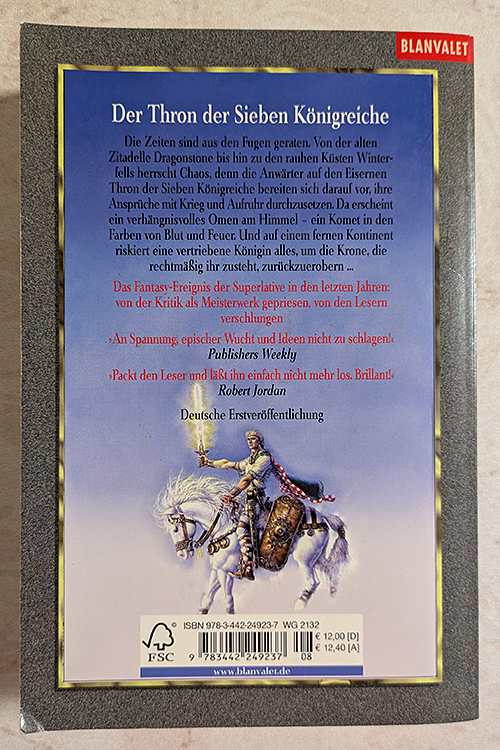 BLANVALET
Der Thron der Sieben Königreiche
Die Zeiten sind aus den Fugen geraten. Von der alten
Zitadelle Dragonstone bis hin zu den rauhen Küsten Winter-
fells herrscht Chaos, denn die Anwärter auf den Eisernen
Thron der Sieben Königreiche bereiten sich darauf vor, ihre
Ansprüche mit Krieg und Aufruhr durchzusetzen. Da erscheint
ein verhängnisvolles Omen am Himmel – ein Komet in den
Farben von Blut und Feuer. Und auf einem fernen Kontinent
riskiert eine vertriebene Königin alles, um die Krone, die
rechtmäßig ihr zusteht, zurückzuerobern ...
Das Fantasy-Ereignis der Superlative in den letzten Jahren:
von der Kritik als Meisterwerk gepriesen, von den Lesern
verschlungen
»An Spannung, epischer Wucht und Ideen nicht zu schlagen!«
Publishers Weekly
»Packt den Leser und läßt ihn einfach nicht mehr los. Brillant!«
Robert Jordan
Deutsche Erstveröffentlichung
ISBN 978-3-442-24923-7 WG 2132
€ 12,00 [D]
€ 12,40 [A]
FSC
9 783442 249237 08
www.blanvalet.de